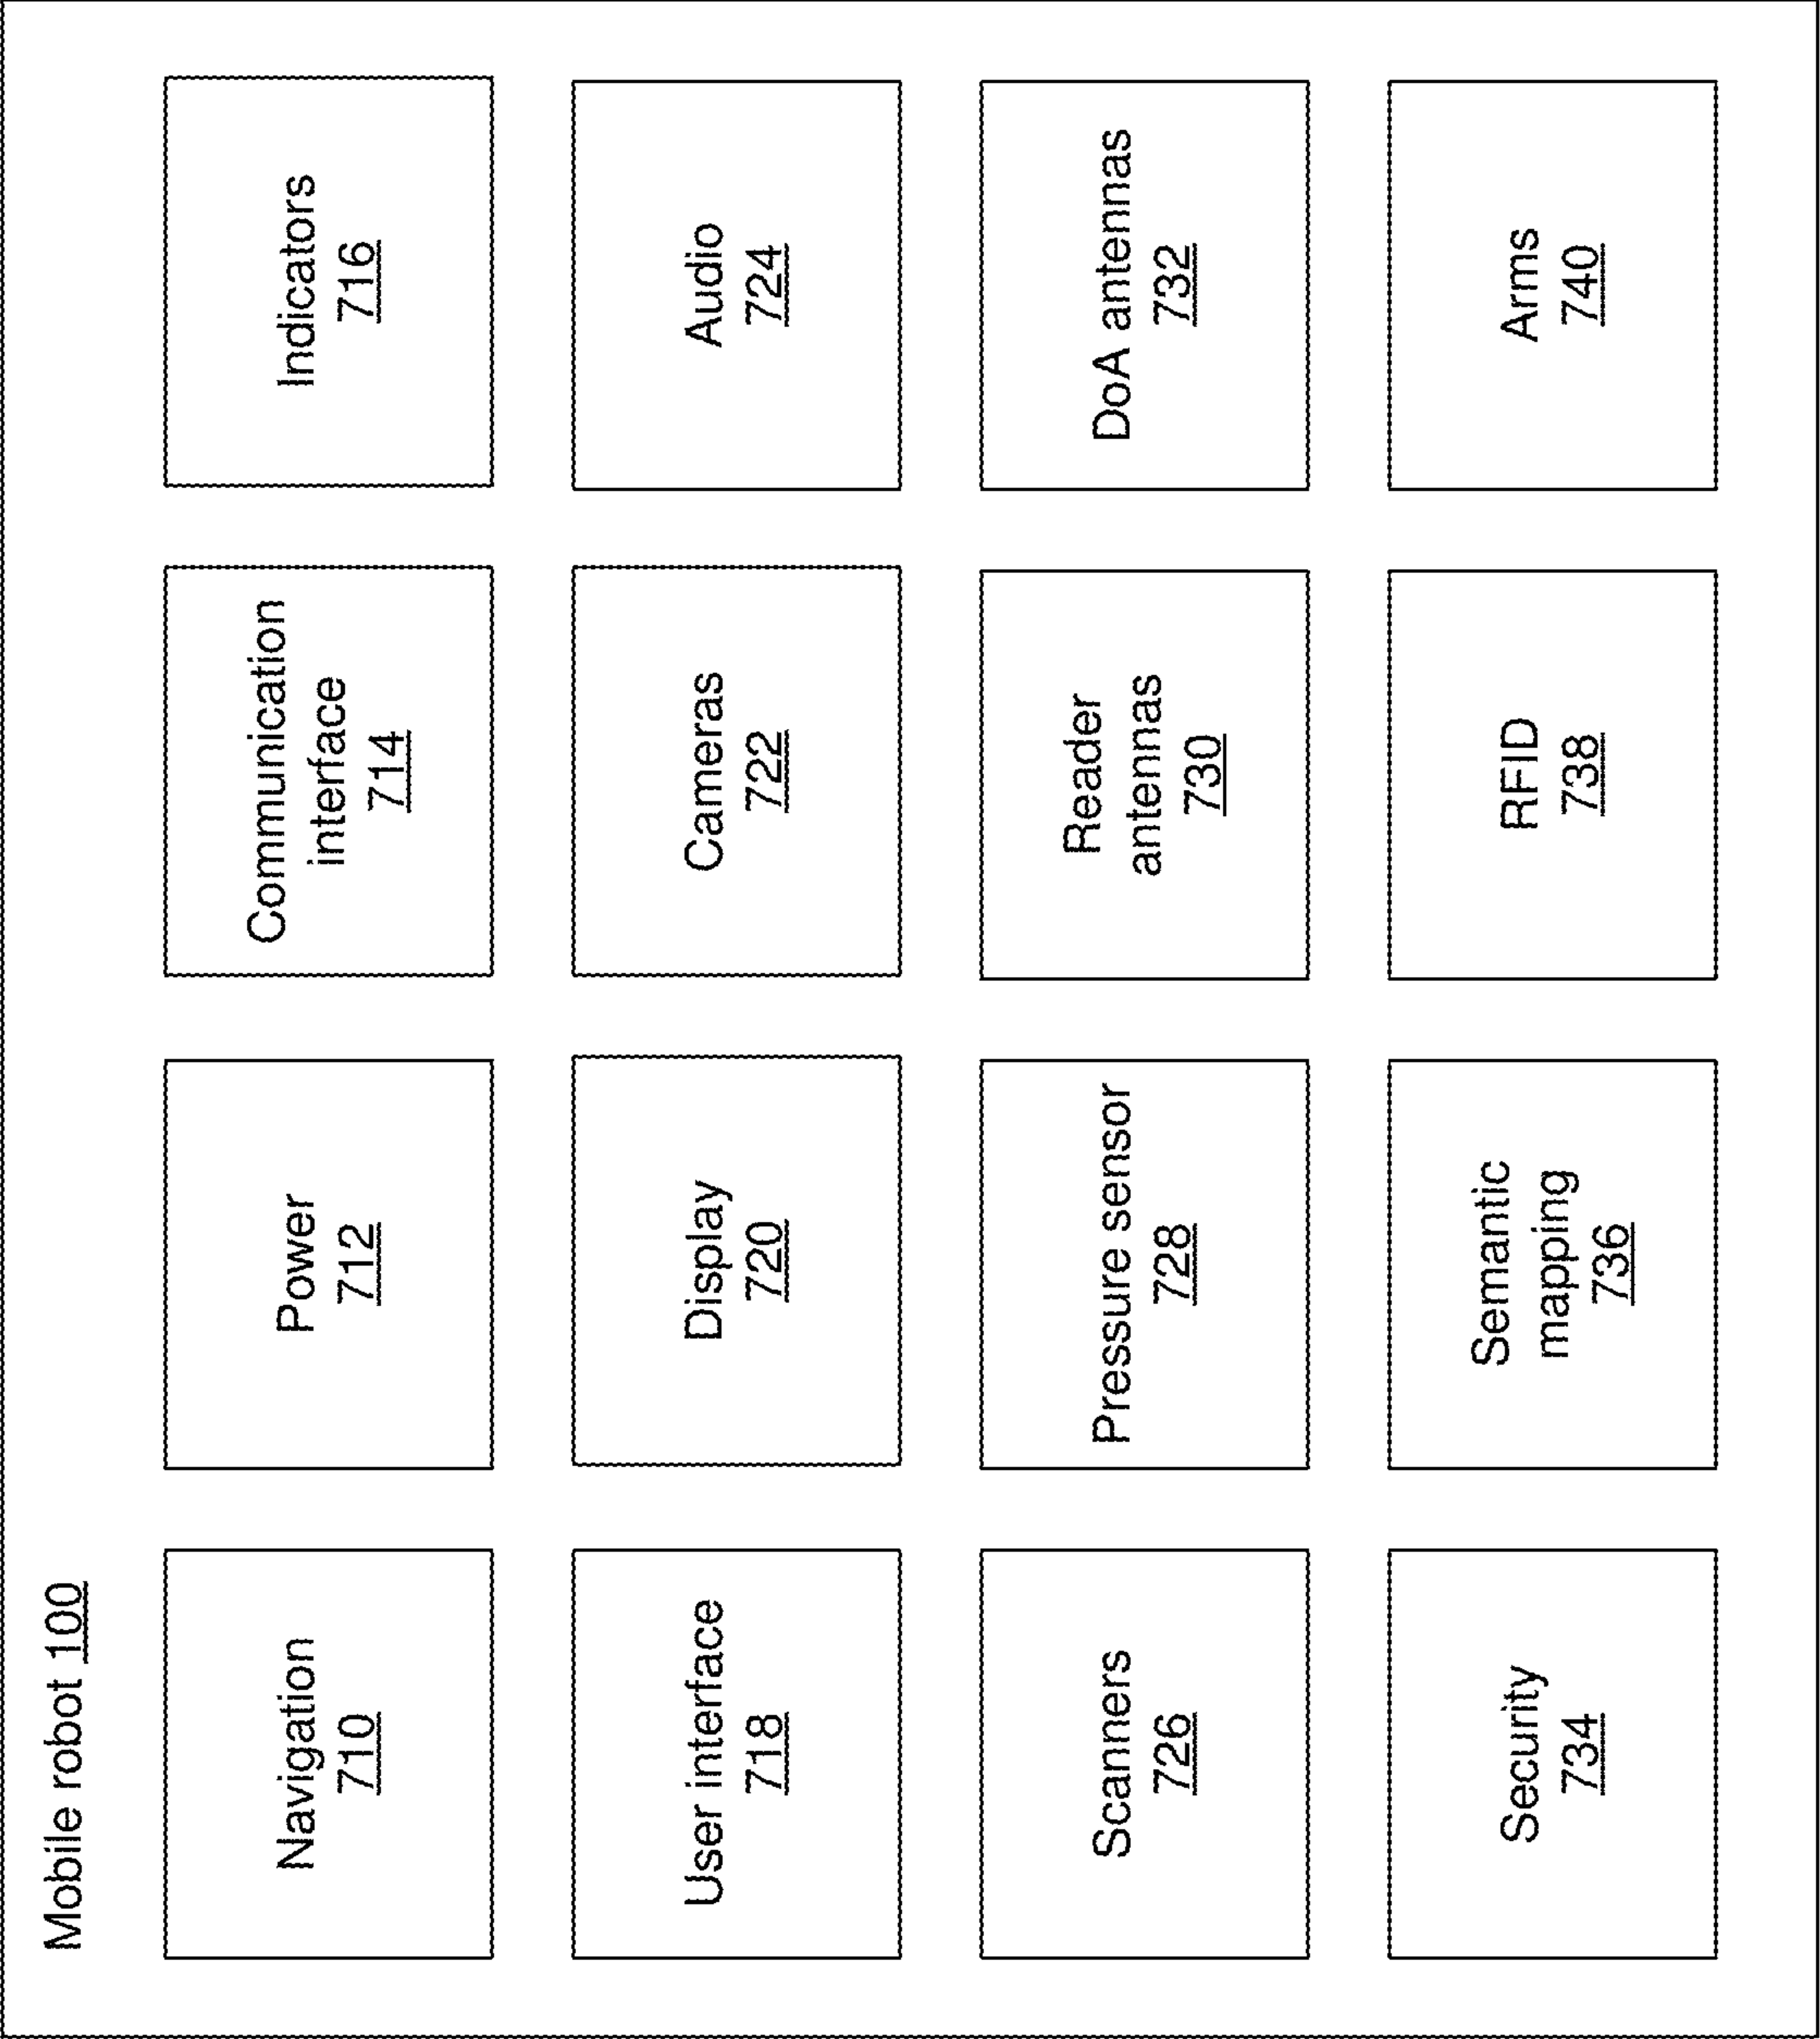 Mobile robot 100
Navigation
710
Power
712
Communication
interface
714
Indicators
716
User interface
718
Display
720
Cameras
722
Audio
724
Scanners
726
Pressure sensor
728
Reader
antennas
730
DoA antennas
732
Security
734
Semantic
mapping
736
RFID
738
Arms
740